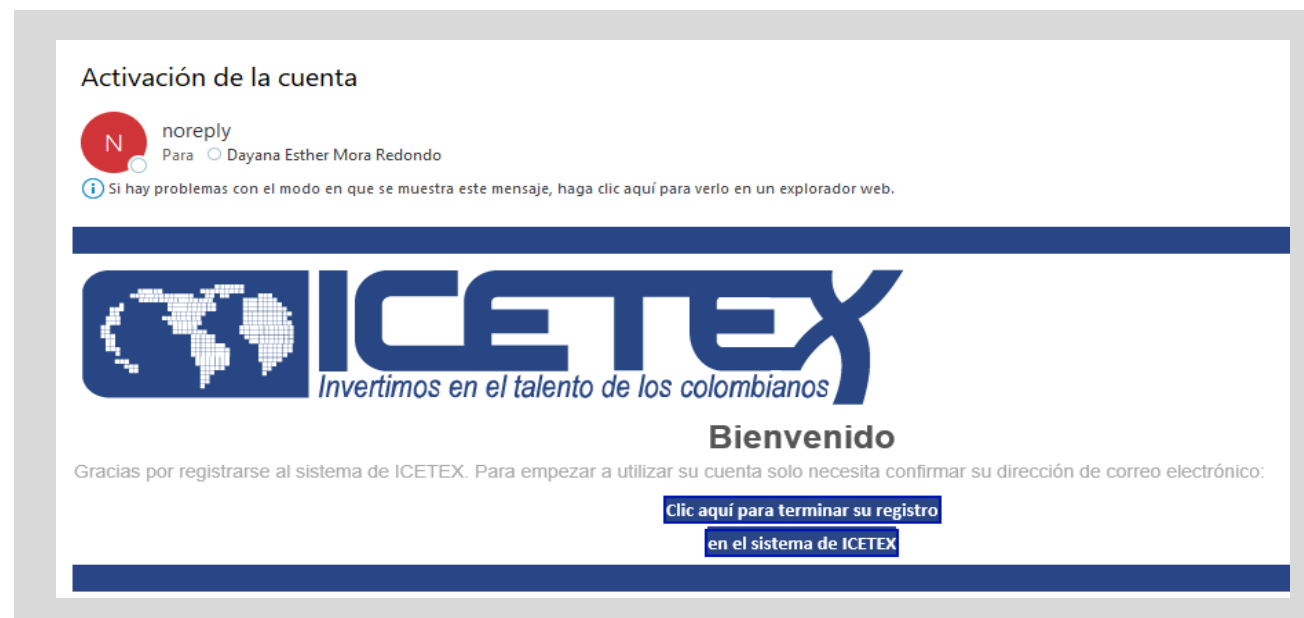 Activación de la cuenta
N
noreply
Para Dayana Esther Mora Redondo
i Si hay problemas con el modo en que se muestra este mensaje, haga clic aquí para verlo en un explorador web.
ICETEX
Invertimos en el talento de los colombianos
Bienvenido
Gracias por registrarse al sistema de ICETEX. Para empezar a utilizar su cuenta solo necesita confirmar su dirección de correo electrónico:
Clic aquí para terminar su registro
en el sistema de ICETEX